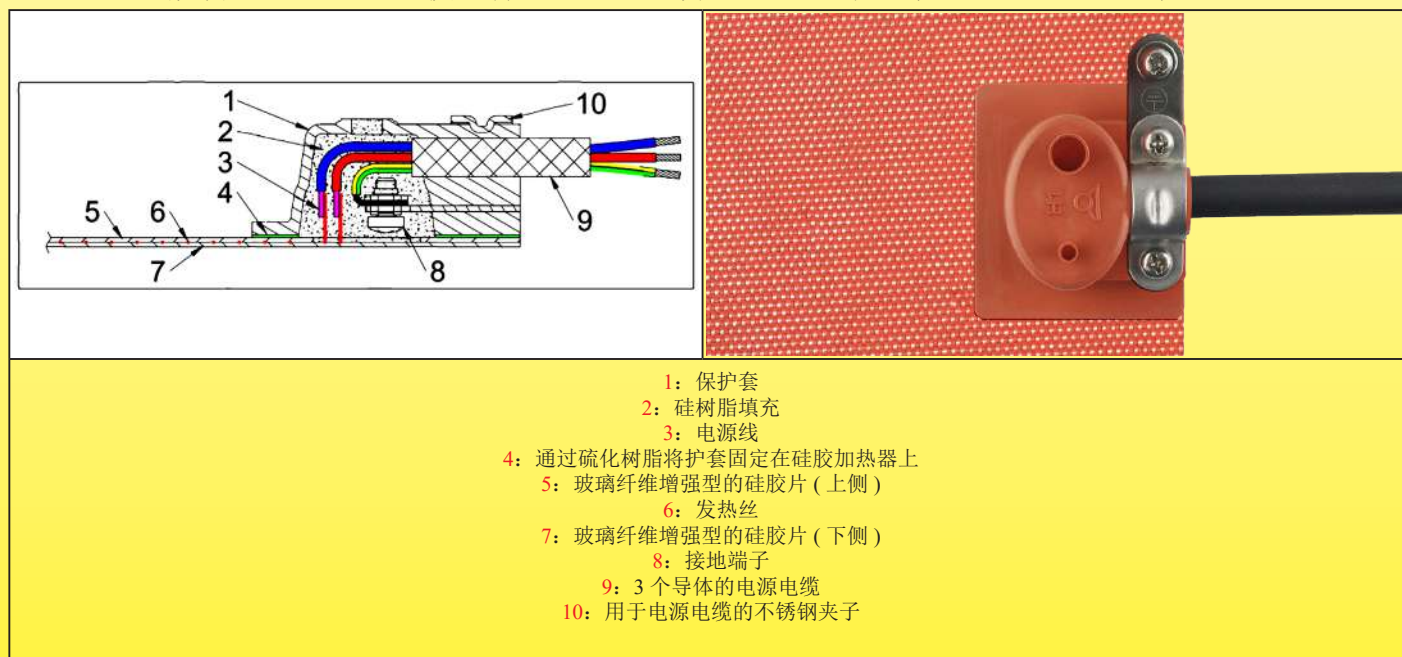 1
2
3
4
5
6
7
8
9
10
1：保护套
2：硅树脂填充
3：电源线
4：通过硫化树脂将护套固定在硅胶加热器上
5：玻璃纤维增强型的硅胶片 ( 上侧 )
6：发热丝
7：玻璃纤维增强型的硅胶片 ( 下侧 )
8：接地端子
9：3 个导体的电源电缆
10：用于电源电缆的不锈钢夹子